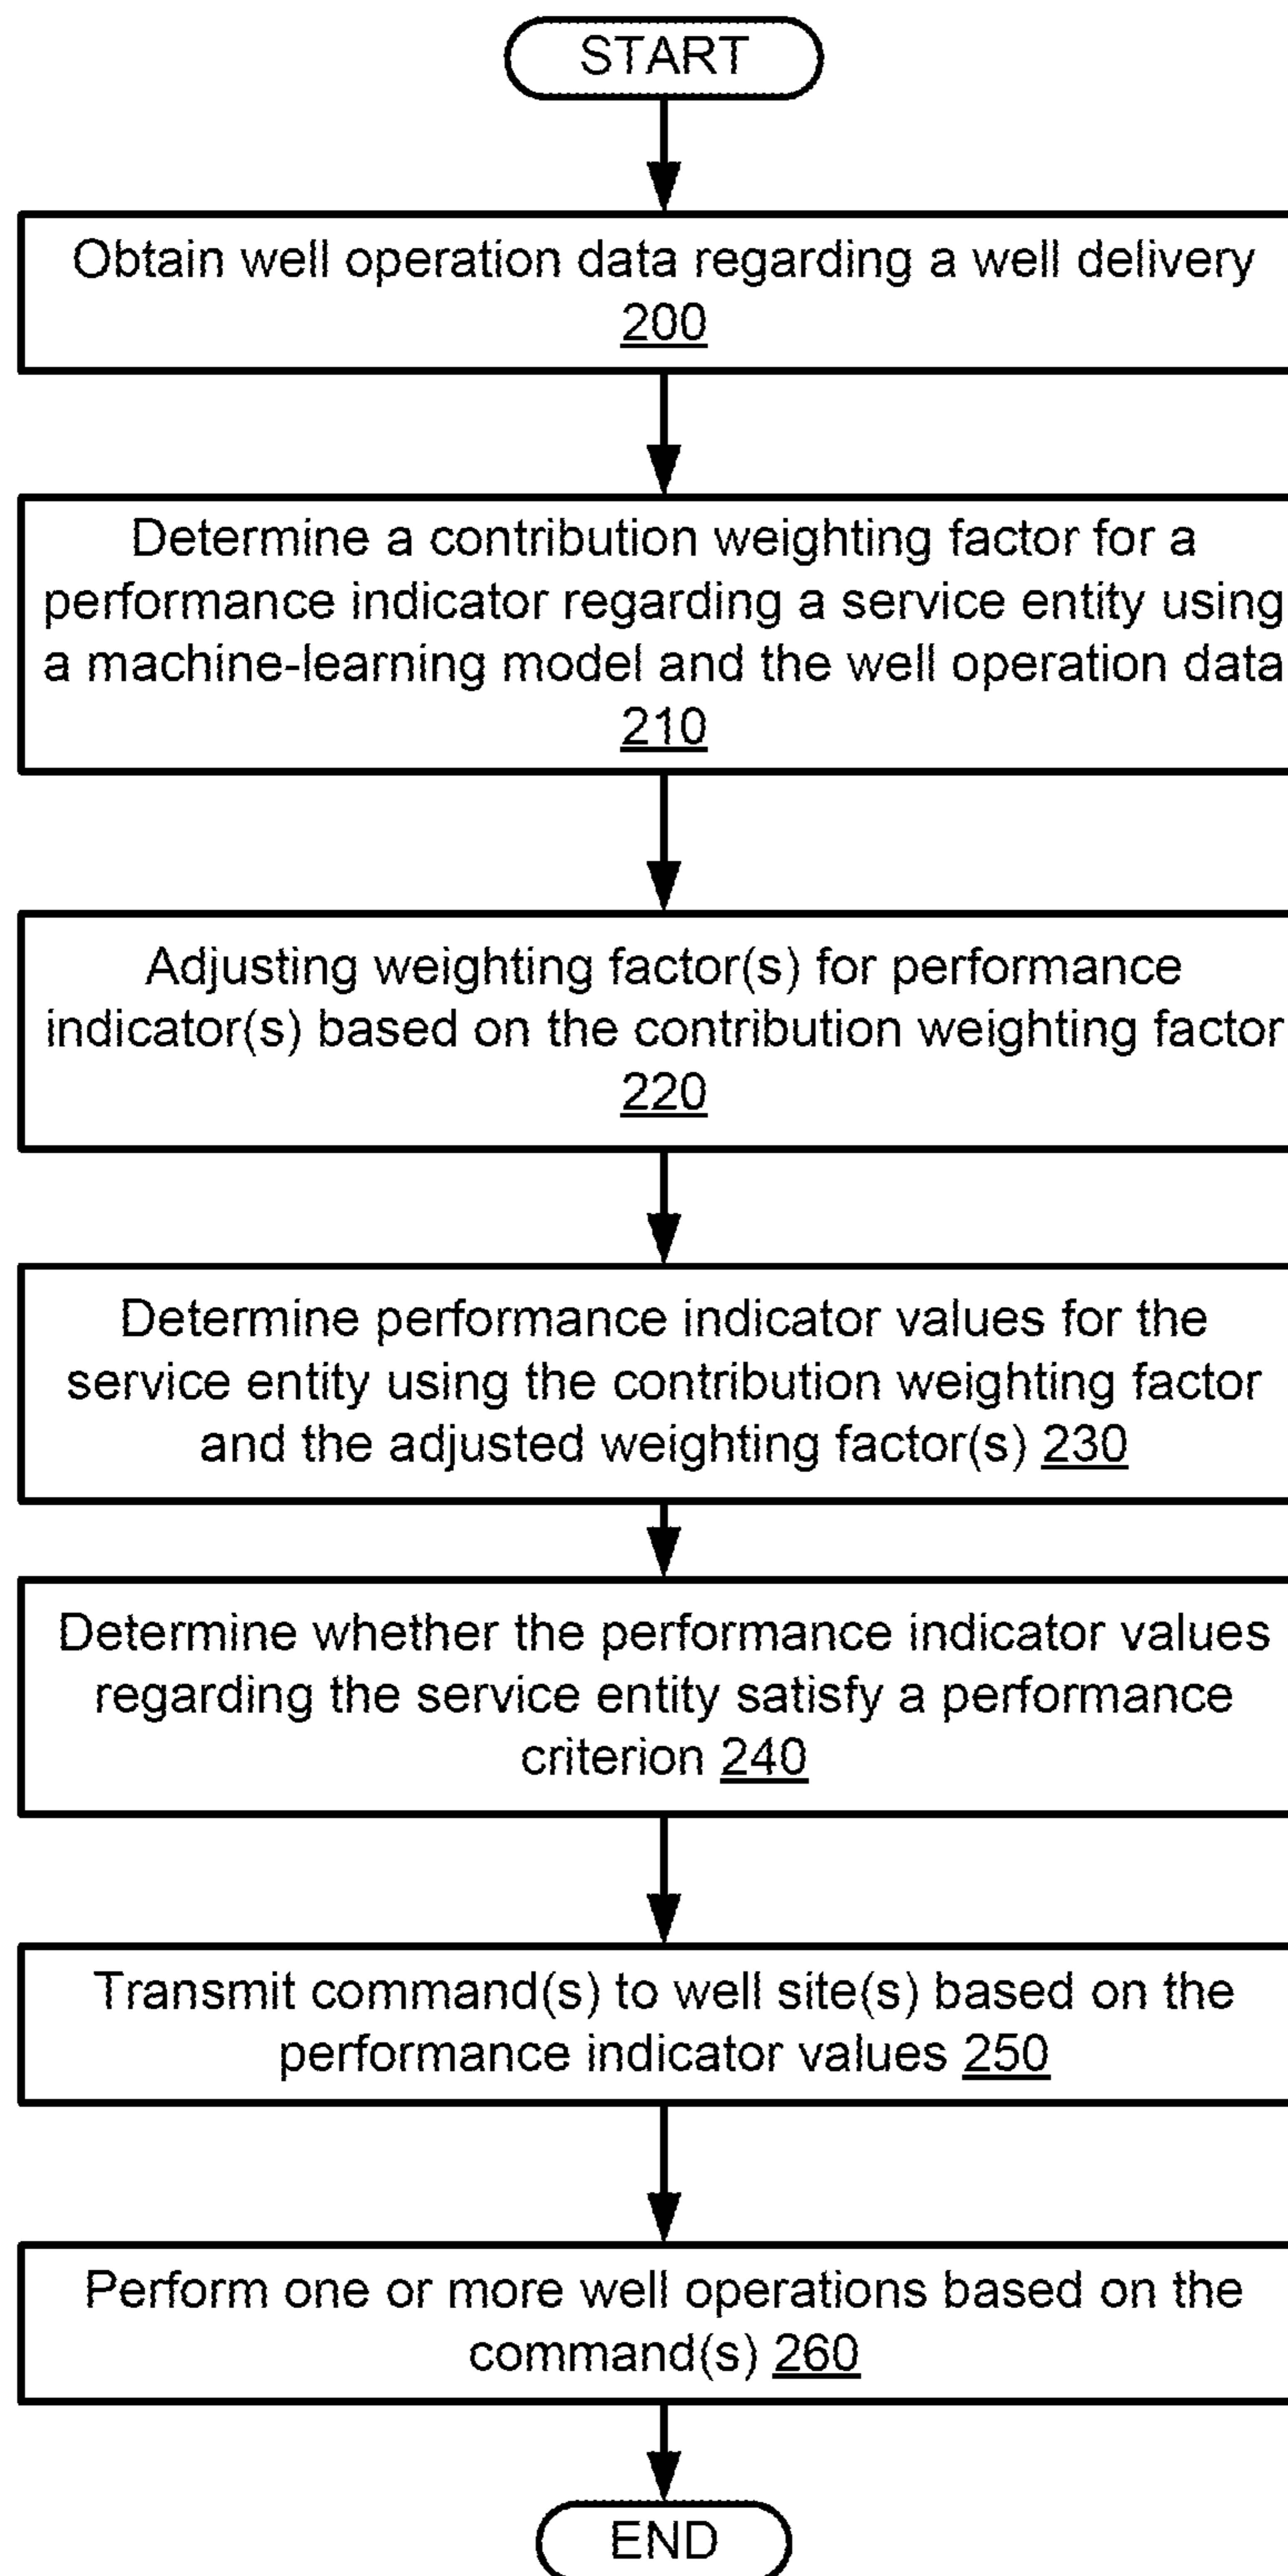 START
Obtain well operation data regarding a well delivery
200
Determine a contribution weighting factor for a
performance indicator regarding a service entity using
a machine-learning model and the well operation data
210
Adjusting weighting factor(s) for performance
indicator(s) based on the contribution weighting factor
220
Determine performance indicator values for the
service entity using the contribution weighting factor
and the adjusted weighting factor(s) 230
Determine whether the performance indicator values
regarding the service entity satisfy a performance
criterion 240
Transmit command(s) to well site(s) based on the
performance indicator values 250
Perform one or more well operations based on the
command(s) 260
END